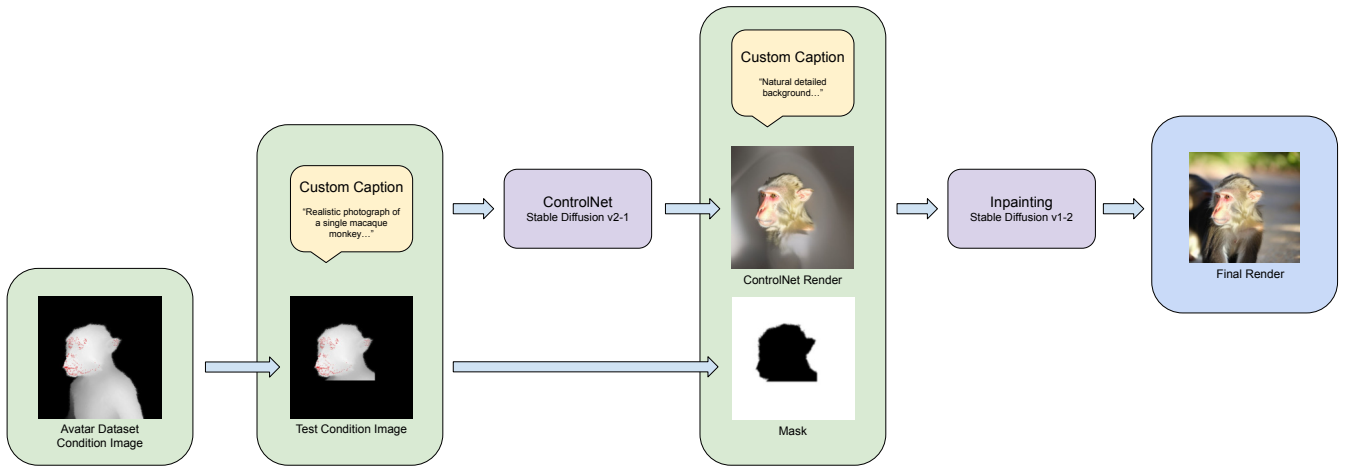 Avatar Dataset
Condition Image
Custom Caption
“Realistic photograph of
a single macaque
monkey…”
Test Condition Image
ControlNet
Stable Diffusion v2-1
Custom Caption
“Natural detailed
background…”
ControlNet Render
Mask
Inpainting
Stable Diffusion v1-2
Final Render